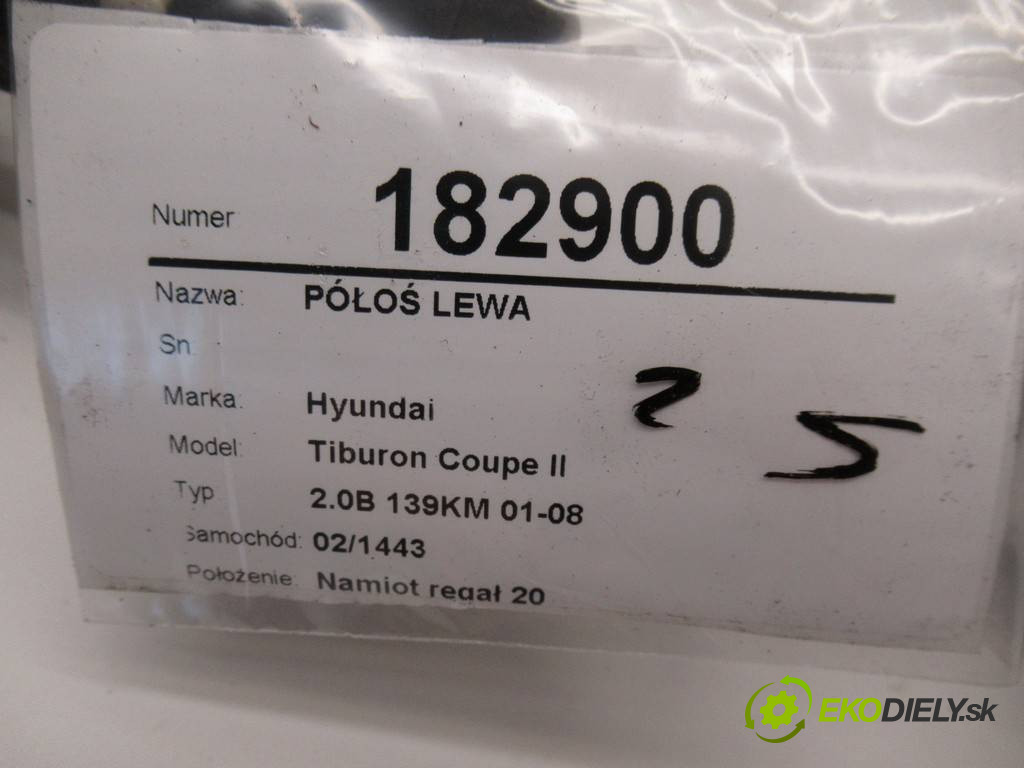 Numer 182900
Nazwa: PÓŁOŚ LEWA
Sn:
Marka: Hyundai
Model: Tiburon Coupe II
Typ 2.0B 139KM 01-08
Samochód: 02/1443
Położenie: Namiot regał 20
2 5
EKODIELY.sk